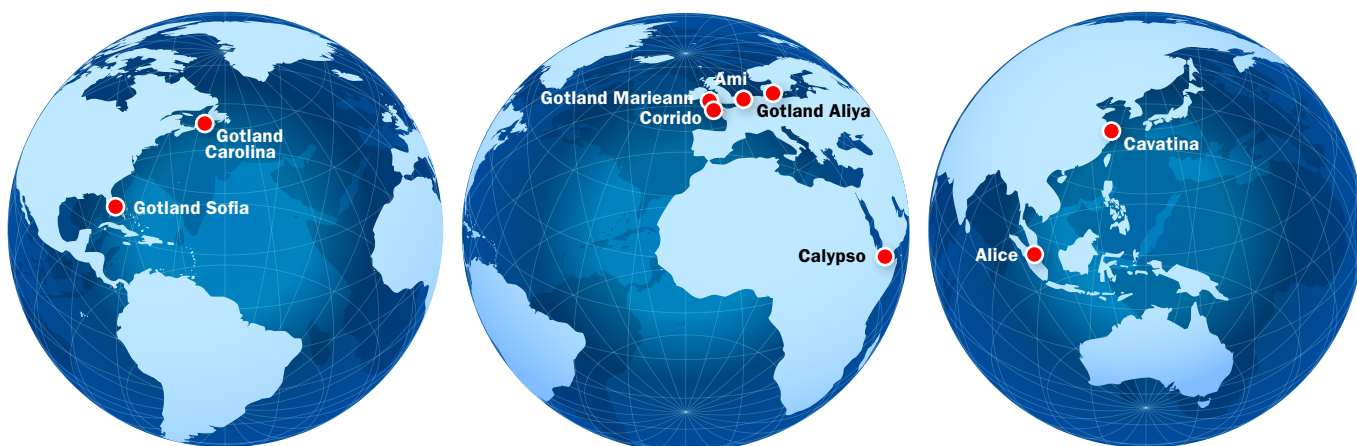 Gotland
Carolina
Gotland Sofia
Ami
Gotland Marieann
Corrido
Gotland Aliya
Calypso
Cavatina
Alice